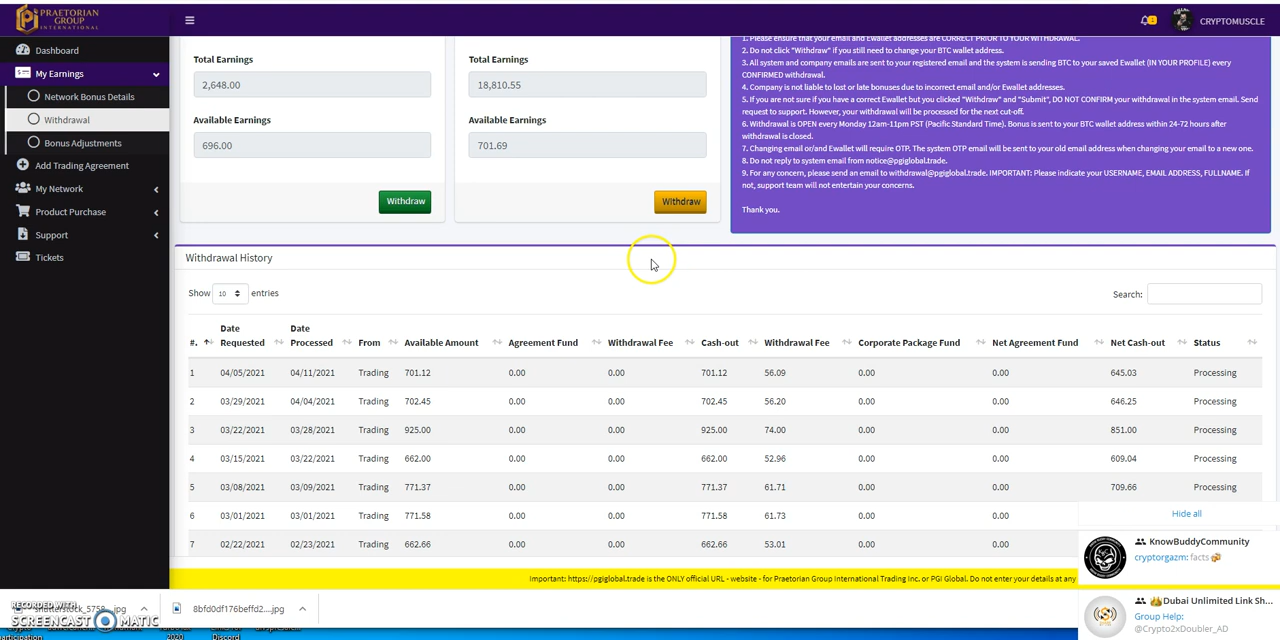 PRAETORIAN
GROUP
INTERNATIONAL
CRYPTOMUSCLE
Dashboard
My Earnings
Network Bonus Details
Withdrawal
Bonus Adjustments
Add Trading Agreement
My Network
Product Purchase
Support
Tickets
Total Earnings
2,648.00
Available Earnings
696.00
Withdraw
Total Earnings
18,810.55
Available Earnings
701.69
Withdraw
1. Please ensure that your email and Ewallet addresses are CORRECT PRIOR TO YOUR WITHDRAWAL.
2. Do not click "Withdraw" if you still need to change your BTC wallet address.
3. All system and company emails are sent to your registered email and the system is sending BTC to your saved Ewallet (IN YOUR PROFILE) every
CONFIRMED withdrawal.
4. Company is not liable to lost or late bonuses due to incorrect email and/or Ewallet addresses.
5. If you are not sure if you have a correct Ewallet but you clicked "Withdraw" and "Submit", DO NOT CONFIRM your withdrawal in the system email. Send
request to support. However, your withdrawal will be processed for the next cut-off.
6. Withdrawal is OPEN every Monday 12am-11pm PST (Pacific Standard Time). Bonus is sent to your BTC wallet address within 24-72 hours after
withdrawal is closed.
7. Changing email or/and Ewallet will require OTP. The system OTP email will be sent to your old email address when changing your email to a new one.
8. Do not reply to system email from notice@pgiglobal.trade.
9. For any concern, please send an email to withdrawal@pgiglobal.trade. IMPORTANT: Please indicate your USERNAME, EMAIL ADDRESS, FULLNAME. If
not, support team will not entertain your concerns.
Thank you.
Withdrawal History
Show 10 entries
Search:
#. Date Requested Date Processed From Available Amount Agreement Fund Withdrawal Fee Cash-out Withdrawal Fee Corporate Package Fund Net Agreement Fund Net Cash-out Status
1 04/05/2021 04/11/2021 Trading 701.12 0.00 0.00 701.12 56.09 0.00 0.00 645.03 Processing
2 03/29/2021 04/04/2021 Trading 702.45 0.00 0.00 702.45 56.20 0.00 0.00 646.25 Processing
3 03/22/2021 03/28/2021 Trading 925.00 0.00 0.00 925.00 74.00 0.00 0.00 851.00 Processing
4 03/15/2021 03/22/2021 Trading 662.00 0.00 0.00 662.00 52.96 0.00 0.00 609.04 Processing
5 03/08/2021 03/09/2021 Trading 771.37 0.00 0.00 771.37 61.71 0.00 0.00 709.66 Processing
6 03/01/2021 03/02/2021 Trading 771.58 0.00 0.00 771.58 61.73 0.00 0.00
7 02/22/2021 02/23/2021 Trading 662.66 0.00 0.00 662.66 53.01 0.00 0.00
Hide all
KnowBuddyCommunity
cryptorgazm: facts
Important: https://pgiglobal.trade is the ONLY official URL - website - for Praetorian Group International Trading Inc. or PGI Global. Do not enter your details at any
Dubai Unlimited Link Sh...
Group Help:
@Crypto2xDoubler_AD
shutterstock_5758....jpg
8bfd0df176beffd2....jpg
RECORDED WITH
SCREENCAST MATIC
2020
Discord